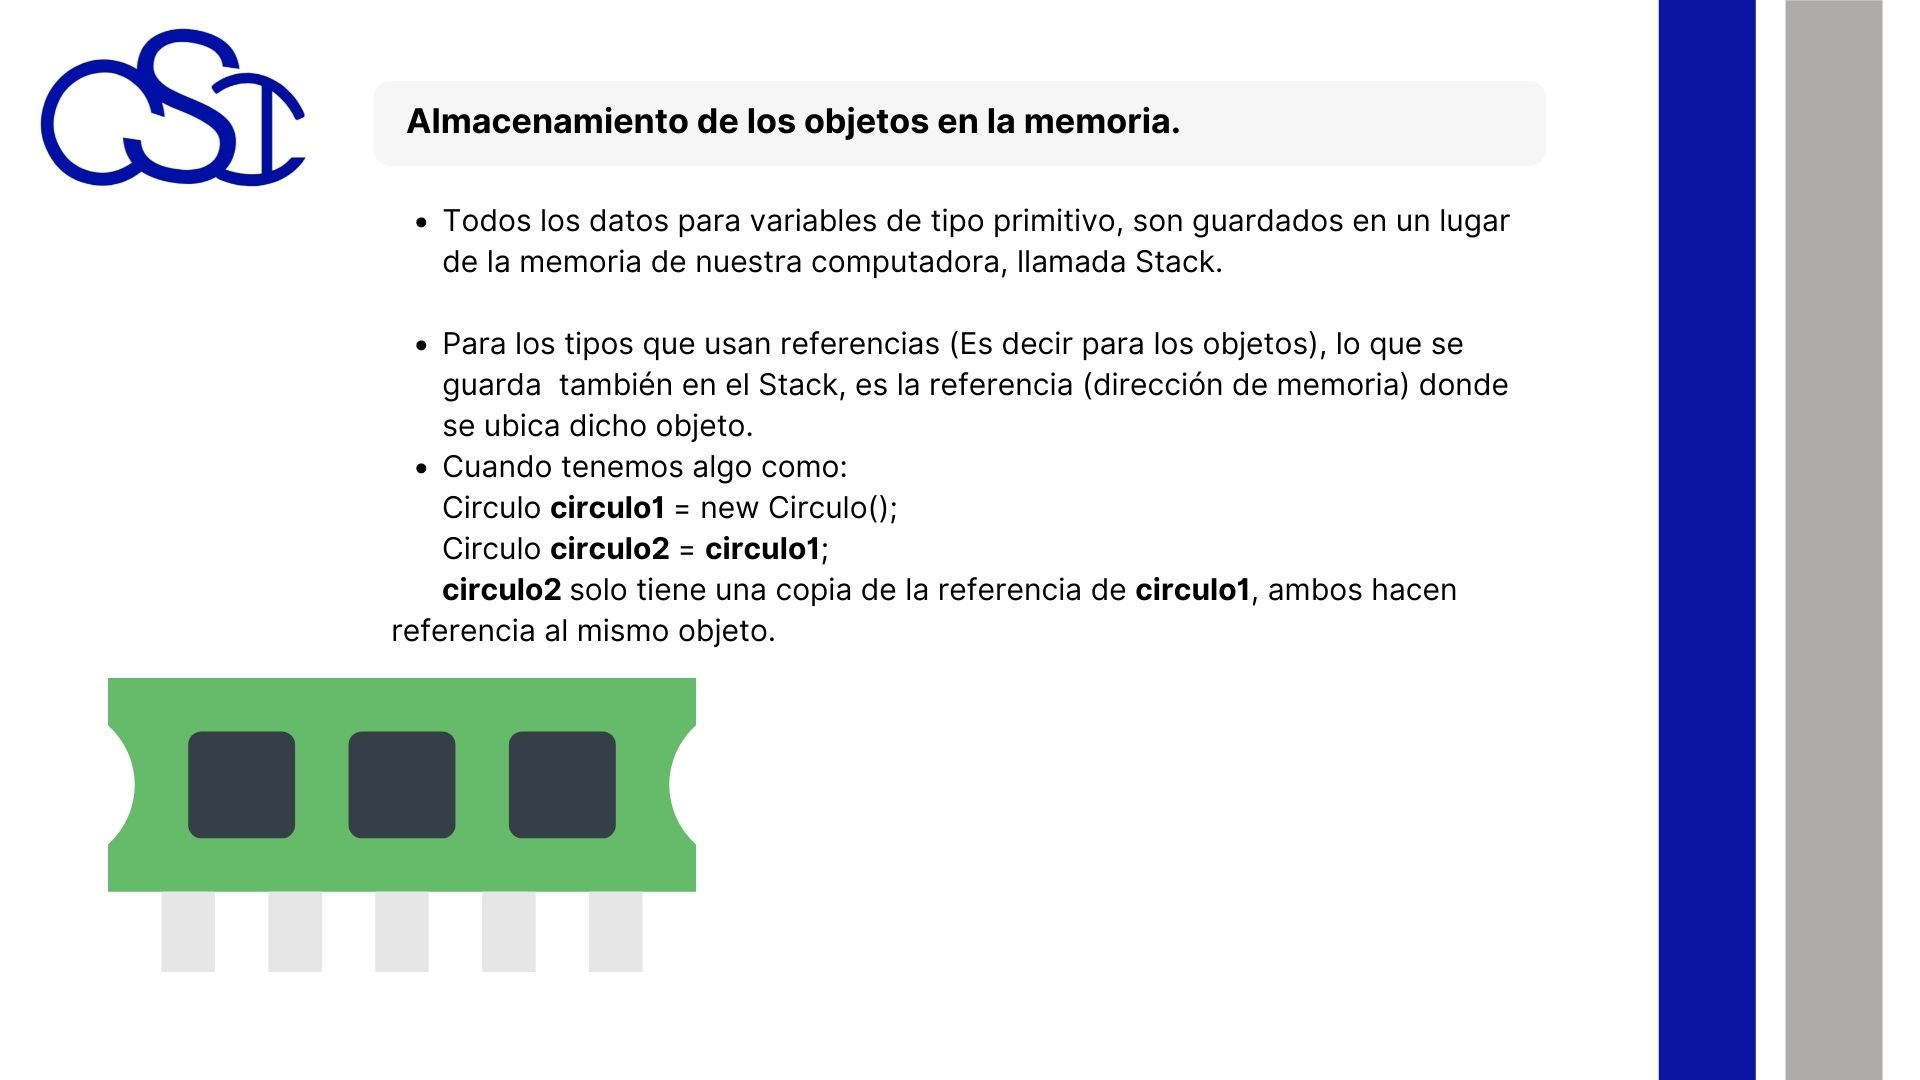 CSTI
Almacenamiento de los objetos en la memoria.
• Todos los datos para variables de tipo primitivo, son guardados en un lugar
de la memoria de nuestra computadora, llamada Stack.
• Para los tipos que usan referencias (Es decir para los objetos), lo que se
guarda  también en el Stack, es la referencia (dirección de memoria) donde
se ubica dicho objeto.
• Cuando tenemos algo como:
Circulo circulo1 = new Circulo();
Circulo circulo2 = circulo1;
circulo2 solo tiene una copia de la referencia de circulo1, ambos hacen
referencia al mismo objeto.